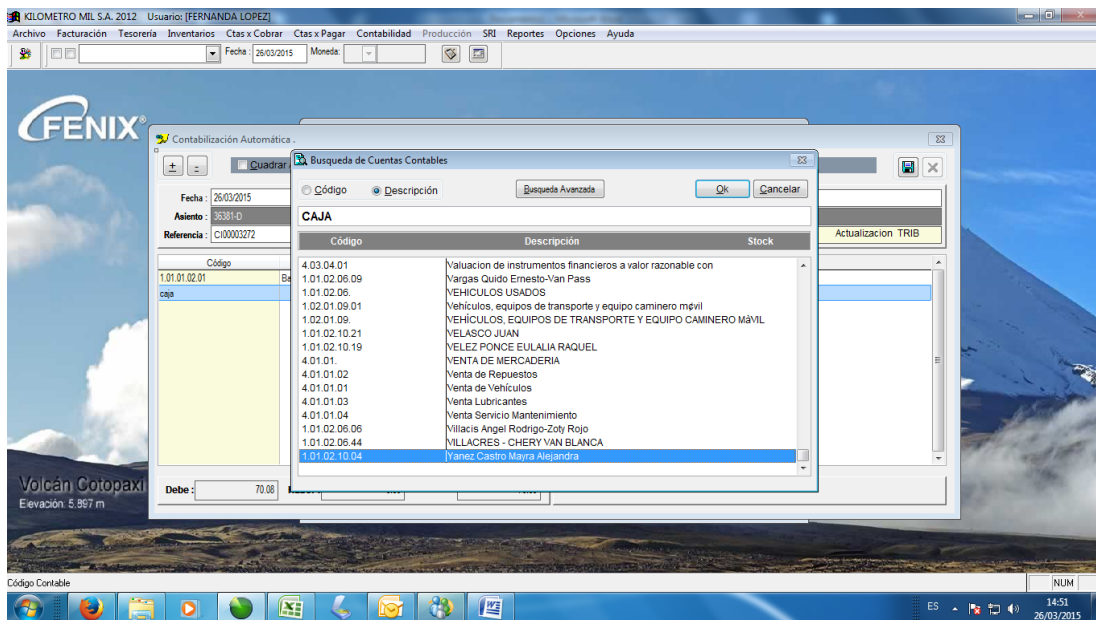 KILOMETRO MIL S.A. 2012 Usuario: [FERNANDA LOPEZ]
Archivo Facturación Tesorería Inventarios Ctas x Cobrar Ctas x Pagar Contabilidad Producción SRI Reportes Opciones Ayuda
Fecha : 26/03/2015 Moneda:
FENIX®
Contabilización Automática .
+ - Quadrar
Fecha : 26/03/2015
Asiento : 36381-D
Referencia : CI00003272
Actualizacion TRIB
Código
1.01.01.02.01 Ba
caja
Busqueda de Cuentas Contables
Código Descripción Busqueda Avanzada Ok Cancelar
CAJA
Código Descripción Stock
4.03.04.01 Valuacion de instrumentos financieros a valor razonable con
1.01.02.06.09 Vargas Quido Ernesto-Van Pass
1.01.02.06. VEHICULOS USADOS
1.02.01.09.01 Vehículos, equipos de transporte y equipo caminero m¢vil
1.02.01.09. VEHÍCULOS, EQUIPOS DE TRANSPORTE Y EQUIPO CAMINERO MàVIL
1.01.02.10.21 VELASCO JUAN
1.01.02.10.19 VELEZ PONCE EULALIA RAQUEL
4.01.01. VENTA DE MERCADERIA
4.01.01.02 Venta de Repuestos
4.01.01.01 Venta de Vehículos
4.01.01.03 Venta Lubricantes
4.01.01.04 Venta Servicio Mantenimiento
1.01.02.06.06 Villacis Angel Rodrigo-Zoty Rojo
1.01.02.06.44 VILLACRES - CHERY VAN BLANCA
1.01.02.10.04 Yanez Castro Mayra Alejandra
Debe : 70.08
Volcán Cotopaxi
Elevación: 5.897 m
Código Contable NUM
ES 14:51
26/03/2015